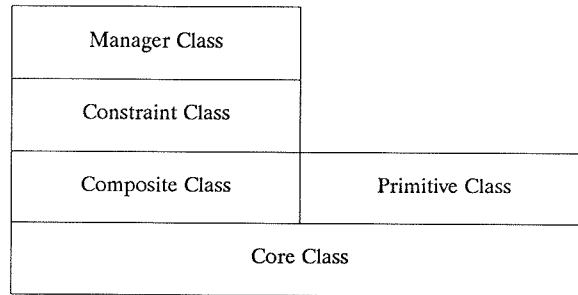 Manager Class
Constraint Class
Composite Class
Primitive Class
Core Class